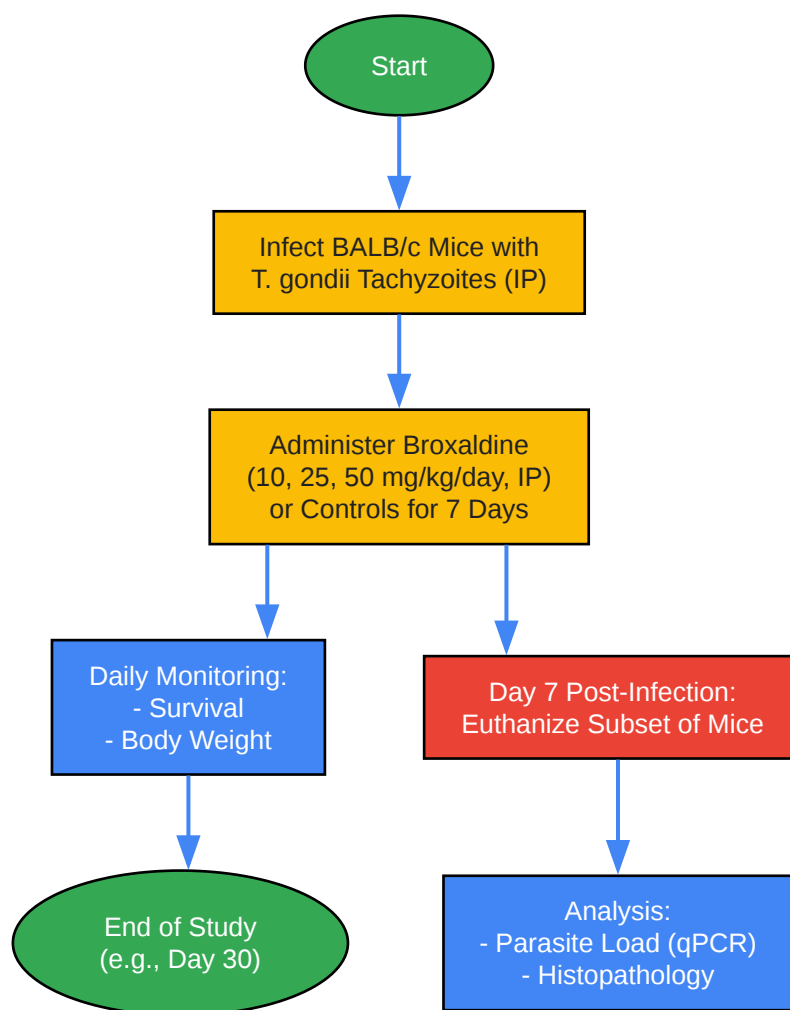 Start
Infect BALB/c Mice with
T. gondii Tachyzoites (IP)
Administer Broxaldine
(10, 25, 50 mg/kg/day, IP)
or Controls for 7 Days
Daily Monitoring:
- Survival
- Body Weight
Day 7 Post-Infection:
Euthanize Subset of Mice
End of Study
(e.g., Day 30)
Analysis:
- Parasite Load (qPCR)
- Histopathology